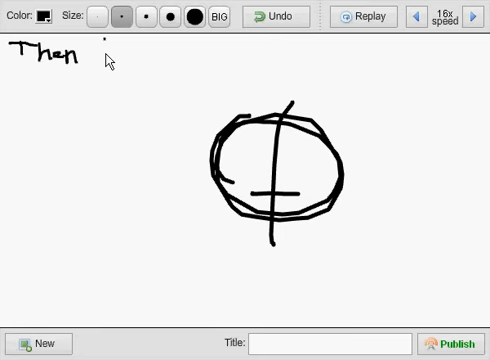 Color: Size: BIG Undo Replay 16x speed
Then
New Title: Publish